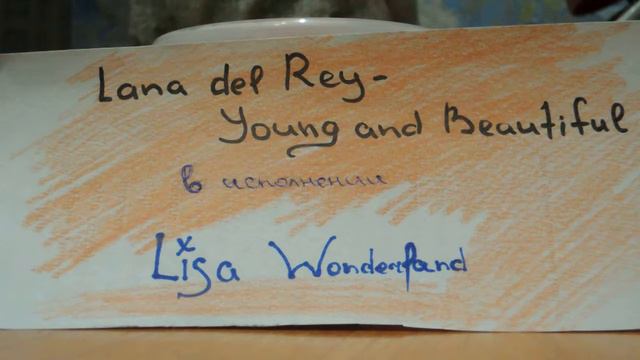 Lana del Rey-
Young and Beautiful
в исполнении
Lisa Wonderland